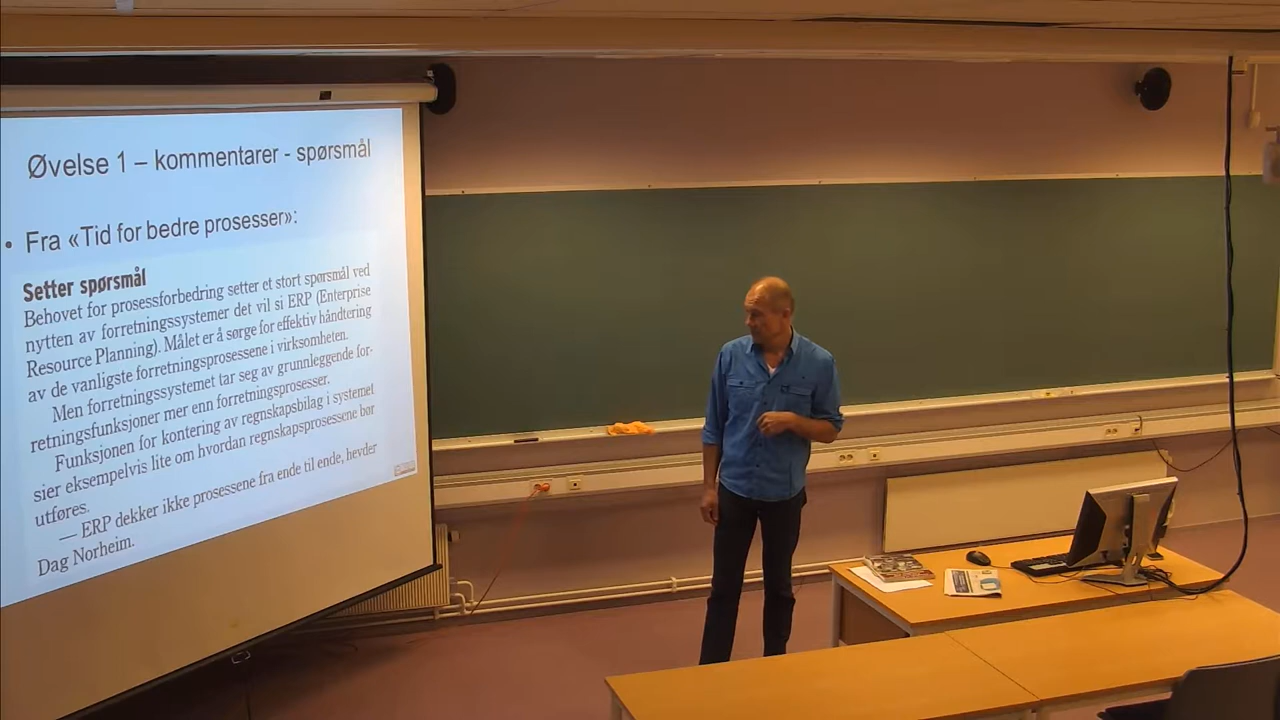 Øvelse 1 – kommentarer - spørsmål
• Fra «Tid for bedre prosesser»:
Setter spørsmål
Behovet for prosessforbedring setter et stort spørsmål ved
nytten av forretningssystemer det vil si ERP (Enterprise
Resource Planning). Målet er å sørge for effektiv håndtering
av de vanligste forretningsprosessene i virksomheten.
Men forretningssystemet tar seg av grunnleggende for-
retningsfunksjoner mer enn forretningsprosesser.
Funksjonen for kontering av regnskapsbilag i systemet
sier eksempelvis lite om hvordan regnskapsprosessene bør
utføres.
— ERP dekker ikke prosessene fra ende til ende, hevder
Dag Norheim.